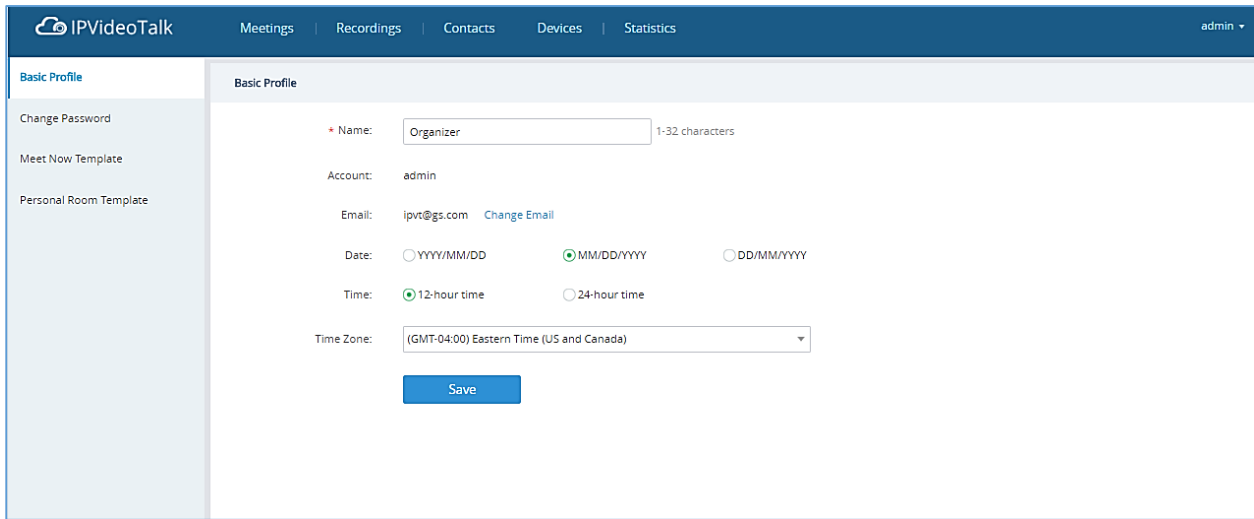 IPVideoTalk Meetings | Recordings | Contacts Devices | Statistics admin
Basic Profile
Change Password
Meet Now Template
Personal Room Template
Basic Profile
* Name: Organizer 1-32 characters
Account: admin
Email: ipvt@gs.com Change Email
Date: YYYY/MM/DD MM/DD/YYYY DD/MM/YYYY
Time: 12-hour time 24-hour time
Time Zone: (GMT-04:00) Eastern Time (US and Canada)
Save